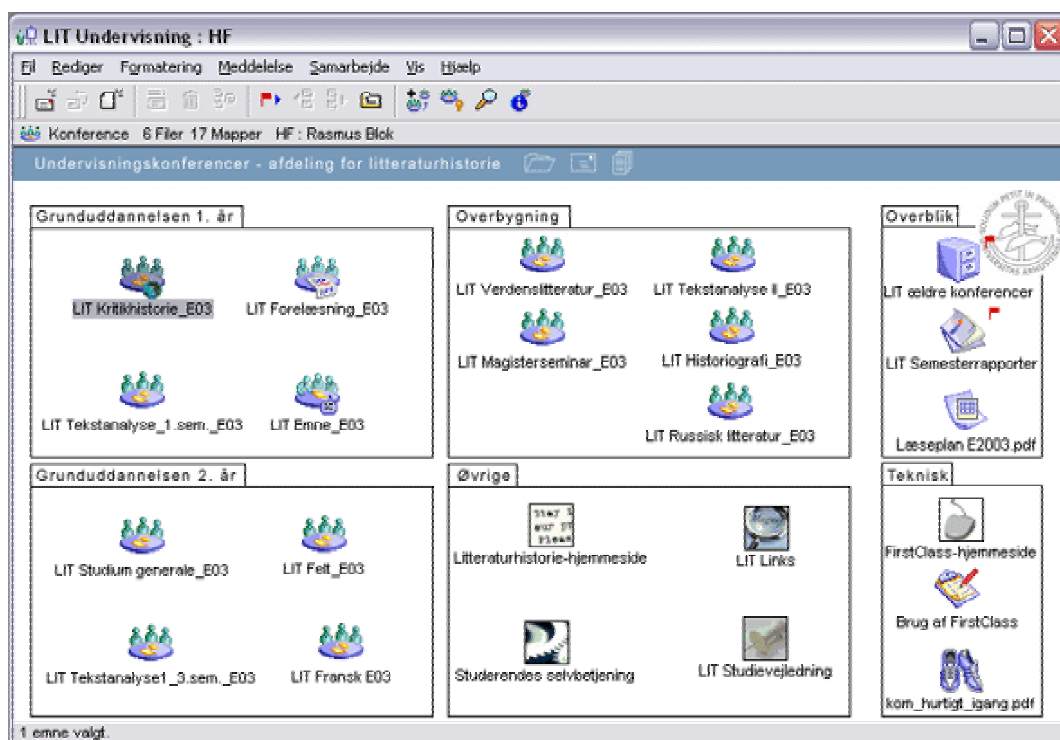 LIT Undervisning : HF
Fil Rediger Formatering Meddelelse Samarbejde Vis Hjælp
Konference 6 Filer 17 Mapper HF : Rasmus Blok
Undervisningskonferencer - afdeling for litteraturhistorie
Grunduddannelsen 1. år
LIT Kritikhistorie_E03
LIT Forelæsning_E03
LIT Tekstanalyse_1.sem._E03
LIT Emne_E03
Overbygning
LIT Verdenslitteratur_E03
LIT Tekstanalyse II_E03
LIT Magisterseminar_E03
LIT Historiografi_E03
LIT Russisk litteratur_E03
Overblik
LIT ældre konferencer
LIT Semesterrapporter
Læseplan E2003.pdf
Grunduddannelsen 2. år
LIT Studium generale_E03
LIT Felt_E03
LIT Tekstanalyse1_3.sem._E03
LIT Fransk E03
Øvrige
Litteraturhistorie-hjemmeside
LIT Links
Studerendes selvbetjening
LIT Studievejledning
Teknisk
FirstClass-hjemmeside
Brug af FirstClass
kom_hurtigt_igang.pdf
1 emne valgt.